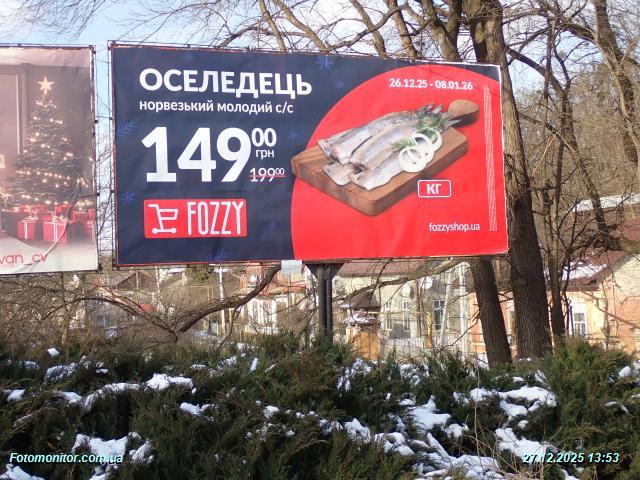 ОСЕЛЕДЕЦЬ
норвезький молодий с/с
26.12.25 - 08.01.26
149 00
грн
199 00
КГ
FOZZY
fozzyshop.ua
van_cv
Fotomonitor.com.ua
27.12.2025 13:53